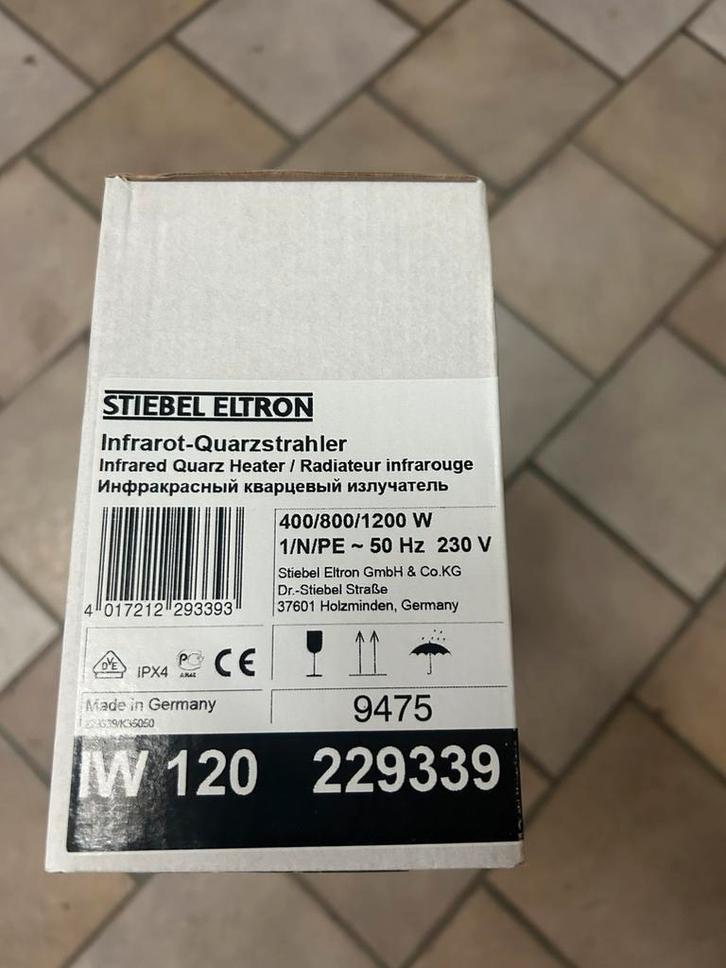 STIEBEL ELTRON
Infrarot-Quarzstrahler
Infrared Quarz Heater / Radiateur infrarouge
Инфракрасный кварцевый излучатель
400/800/1200 W
1/N/PE ~ 50 Hz 230 V
Stiebel Eltron GmbH & Co.KG
Dr.-Stiebel Straße
37601 Holzminden, Germany
4 017212 293393
DVE IPX4 CE
Made in Germany
9475
IW 120 229339